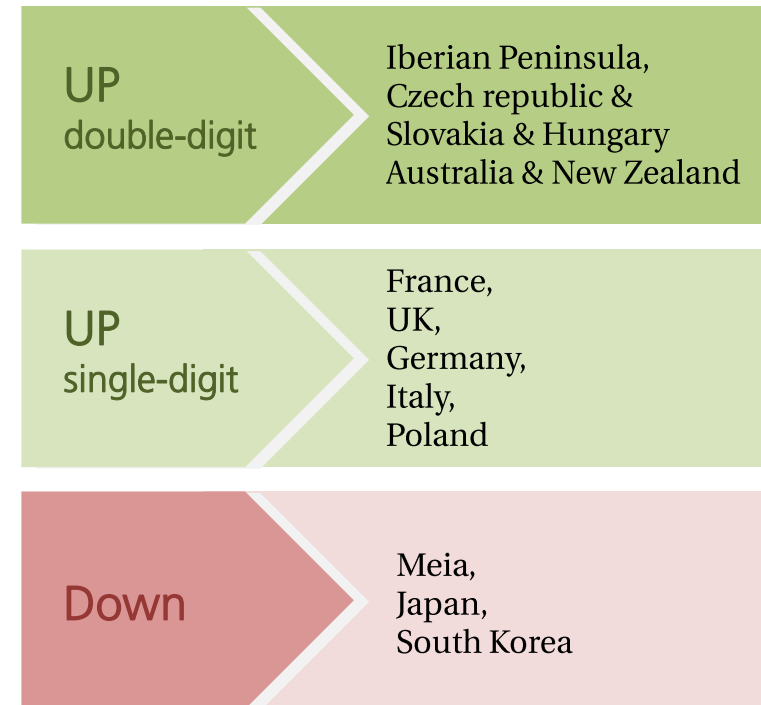 UP
double-digit
Iberian Peninsula,
Czech republic &
Slovakia & Hungary
Australia & New Zealand
UP
single-digit
France,
UK,
Germany,
Italy,
Poland
Down
Meia,
Japan,
South Korea